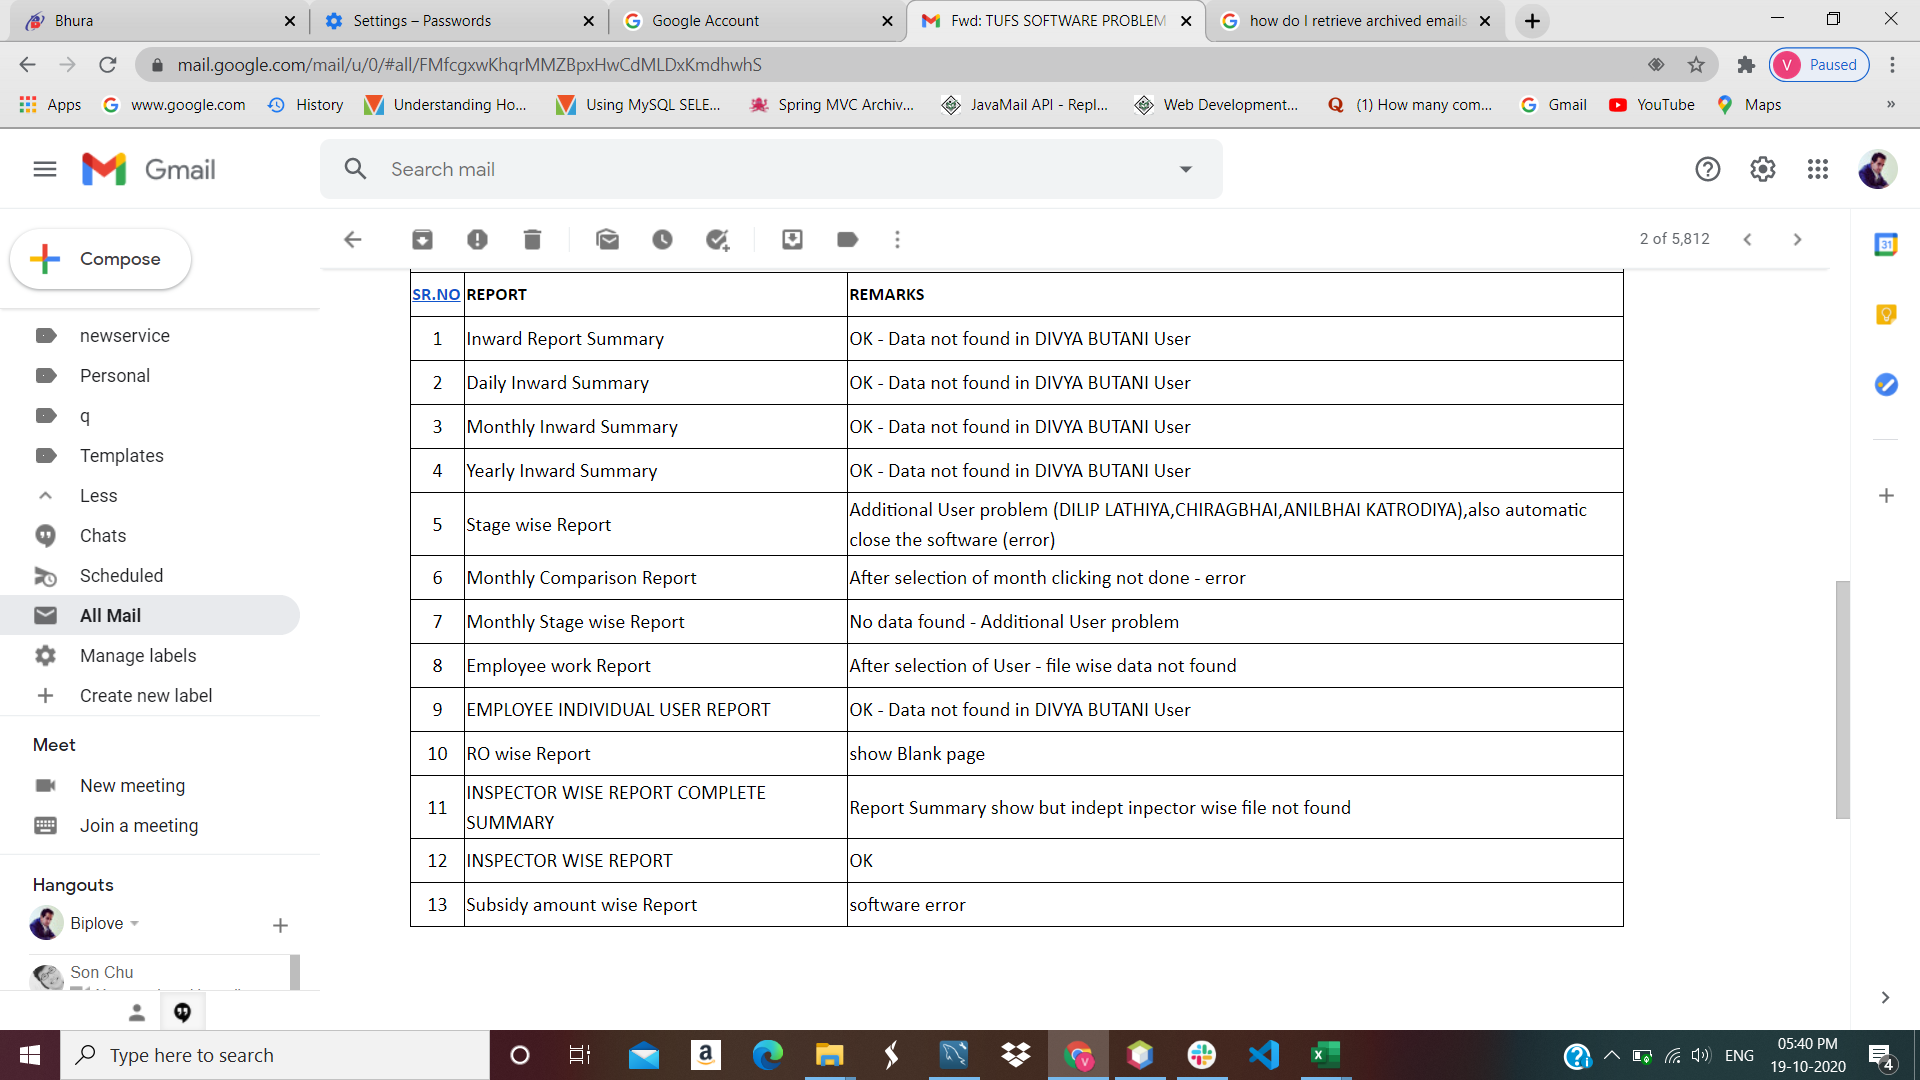 Bhura
Settings – Passwords
Google Account
Fwd: TUFS SOFTWARE PROBLEM
how do I retrieve archived emails
mail.google.com/mail/u/0/#all/FMfcgxwKhqrMMZBpxHwCdMLDxKmdhwhS
V Paused
Apps
www.google.com
History
Understanding Ho...
Using MySQL SELE...
Spring MVC Archiv...
JavaMail API - Repl...
Web Development...
(1) How many com...
Gmail
YouTube
Maps
»
Gmail
Search mail
Compose
2 of 5,812
31
newservice
Personal
q
Templates
Less
Chats
Scheduled
All Mail
Manage labels
Create new label
Meet
New meeting
Join a meeting
Hangouts
Biplove
Son Chu
SR.NO REPORT REMARKS
1 Inward Report Summary OK - Data not found in DIVYA BUTANI User
2 Daily Inward Summary OK - Data not found in DIVYA BUTANI User
3 Monthly Inward Summary OK - Data not found in DIVYA BUTANI User
4 Yearly Inward Summary OK - Data not found in DIVYA BUTANI User
5 Stage wise Report Additional User problem (DILIP LATHIYA,CHIRAGBHAI,ANILBHAI KATRODIYA),also automatic
close the software (error)
6 Monthly Comparison Report After selection of month clicking not done - error
7 Monthly Stage wise Report No data found - Additional User problem
8 Employee work Report After selection of User - file wise data not found
9 EMPLOYEE INDIVIDUAL USER REPORT OK - Data not found in DIVYA BUTANI User
10 RO wise Report show Blank page
11 INSPECTOR WISE REPORT COMPLETE
SUMMARY Report Summary show but indept inpector wise file not found
12 INSPECTOR WISE REPORT OK
13 Subsidy amount wise Report software error
Type here to search
ENG
05:40 PM
19-10-2020
4